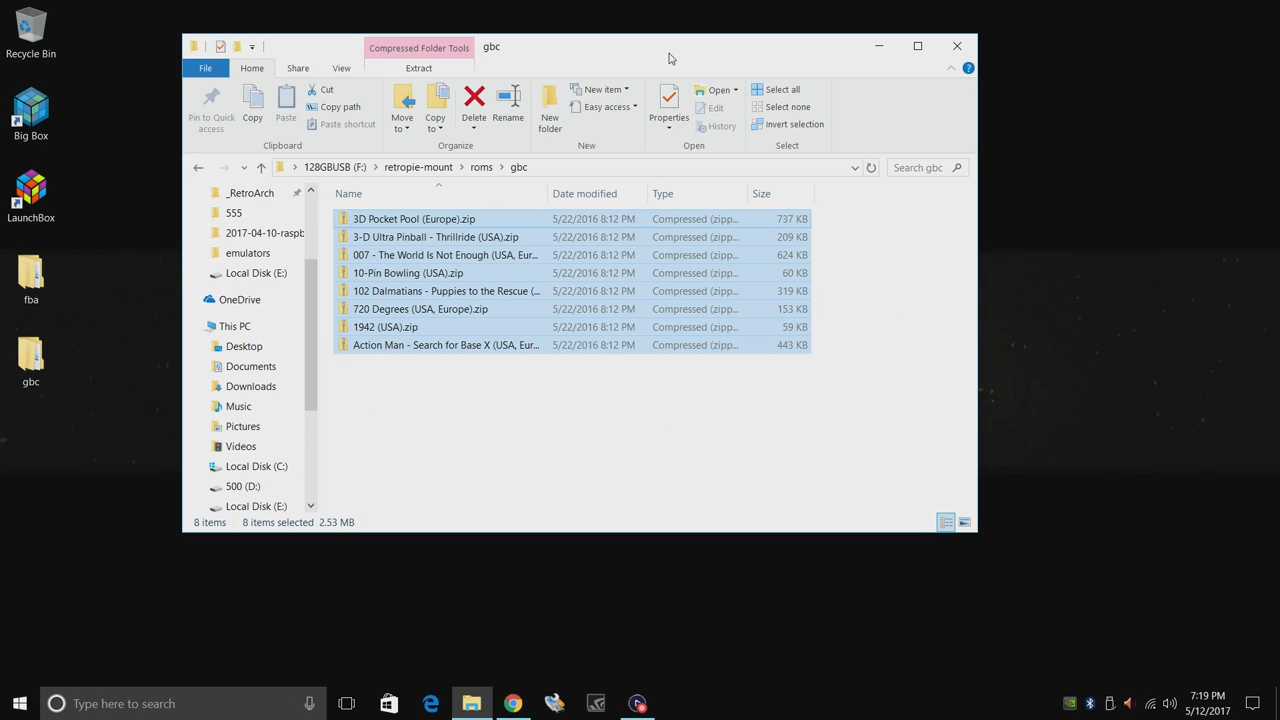 Recycle Bin
Big Box
LaunchBox
fba
gbc
Compressed Folder Tools
gbc
File
Home
Share
View
Extract
Pin to Quick
access
Copy
Paste
Cut
Copy path
Paste shortcut
Clipboard
Move
to
Copy
to
Delete
Rename
Organize
New
folder
New item
Easy access
New
Properties
Open
Edit
History
Open
Select all
Select none
Invert selection
Select
128GBUSB (F:) > retropie-mount > roms > gbc
Search gbc
_RetroArch
555
2017-04-10-raspb
emulators
Local Disk (E:)
OneDrive
This PC
Desktop
Documents
Downloads
Music
Pictures
Videos
Local Disk (C:)
500 (D:)
Local Disk (E:)
Name Date modified Type Size
3D Pocket Pool (Europe).zip 5/22/2016 8:12 PM Compressed (zipp... 737 KB
3-D Ultra Pinball - Thrillride (USA).zip 5/22/2016 8:12 PM Compressed (zipp... 209 KB
007 - The World Is Not Enough (USA, Eur... 5/22/2016 8:12 PM Compressed (zipp... 624 KB
10-Pin Bowling (USA).zip 5/22/2016 8:12 PM Compressed (zipp... 60 KB
102 Dalmatians - Puppies to the Rescue (... 5/22/2016 8:12 PM Compressed (zipp... 319 KB
720 Degrees (USA, Europe).zip 5/22/2016 8:12 PM Compressed (zipp... 153 KB
1942 (USA).zip 5/22/2016 8:12 PM Compressed (zipp... 59 KB
Action Man - Search for Base X (USA, Eur... 5/22/2016 8:12 PM Compressed (zipp... 443 KB
8 items 8 items selected 2.53 MB
Type here to search
7:19 PM
5/12/2017